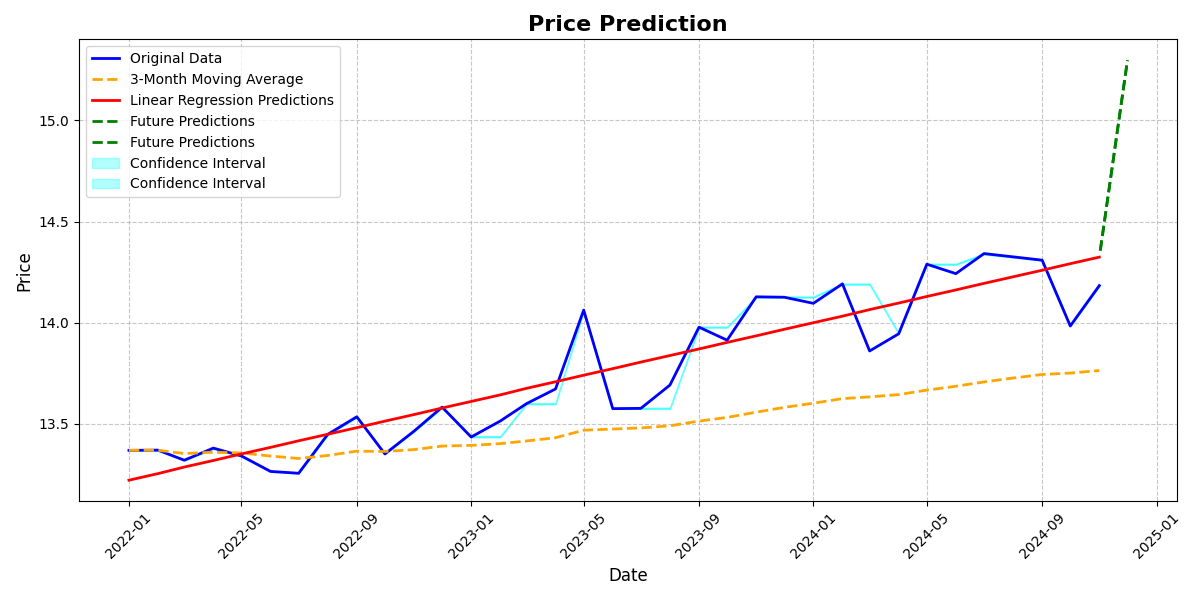 Price Prediction
Original Data
3-Month Moving Average
Linear Regression Predictions
Future Predictions
Future Predictions
Confidence Interval
Confidence Interval
Price
15.0
14.5
14.0
13.5
2022-01
2022-05
2022-09
2023-01
2023-05
2023-09
2024-01
2024-05
2024-09
2025-01
Date